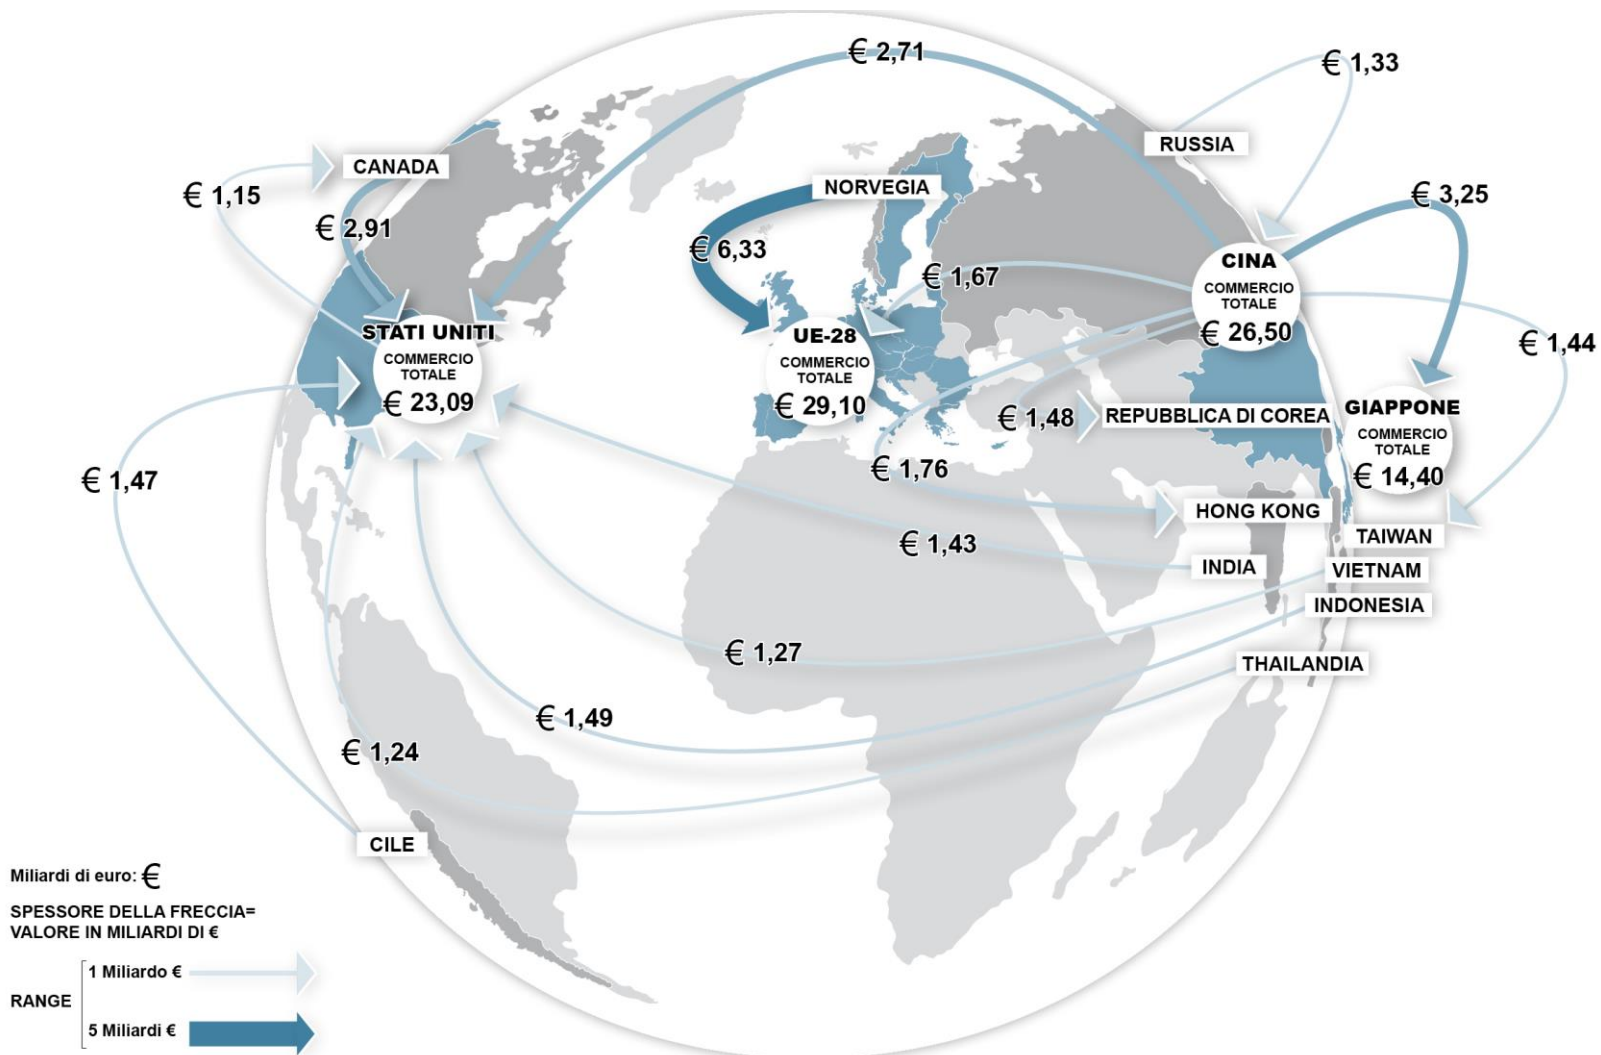 € 2,71
€ 1,33
RUSSIA
CANADA
NORVEGIA
€ 1,15
€ 3,25
€ 2,91
€ 6,33
€ 1,67
CINA
COMMERCIO
TOTALE
€ 26,50
STATI UNITI
COMMERCIO
TOTALE
€ 23,09
UE-28
COMMERCIO
TOTALE
€ 29,10
€ 1,44
€ 1,48
REPUBBLICA DI COREA
GIAPPONE
COMMERCIO
TOTALE
€ 14,40
€ 1,47
€ 1,76
HONG KONG
TAIWAN
€ 1,43
INDIA
VIETNAM
INDONESIA
€ 1,27
THAILANDIA
€ 1,49
€ 1,24
CILE
Miliardi di euro: €
SPESSORE DELLA FRECCIA=
VALORE IN MILIARDI DI €
1 Miliardo €
RANGE
5 Miliardi €